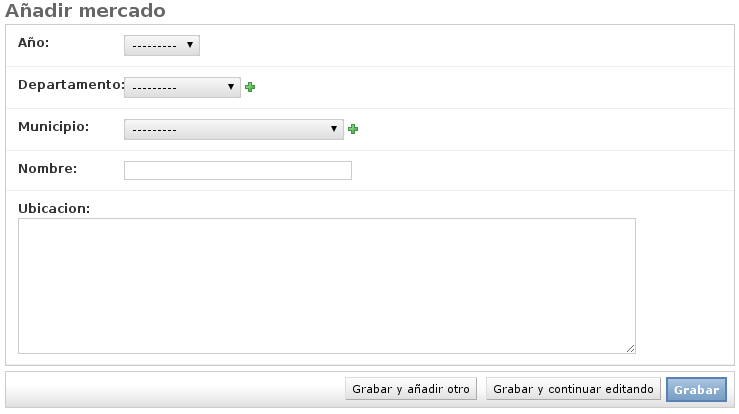 Añadir mercado
Año: ---------
Departamento: ---------
Municipio: ---------
Nombre:
Ubicacion:
Grabar y añadir otro Grabar y continuar editando Grabar